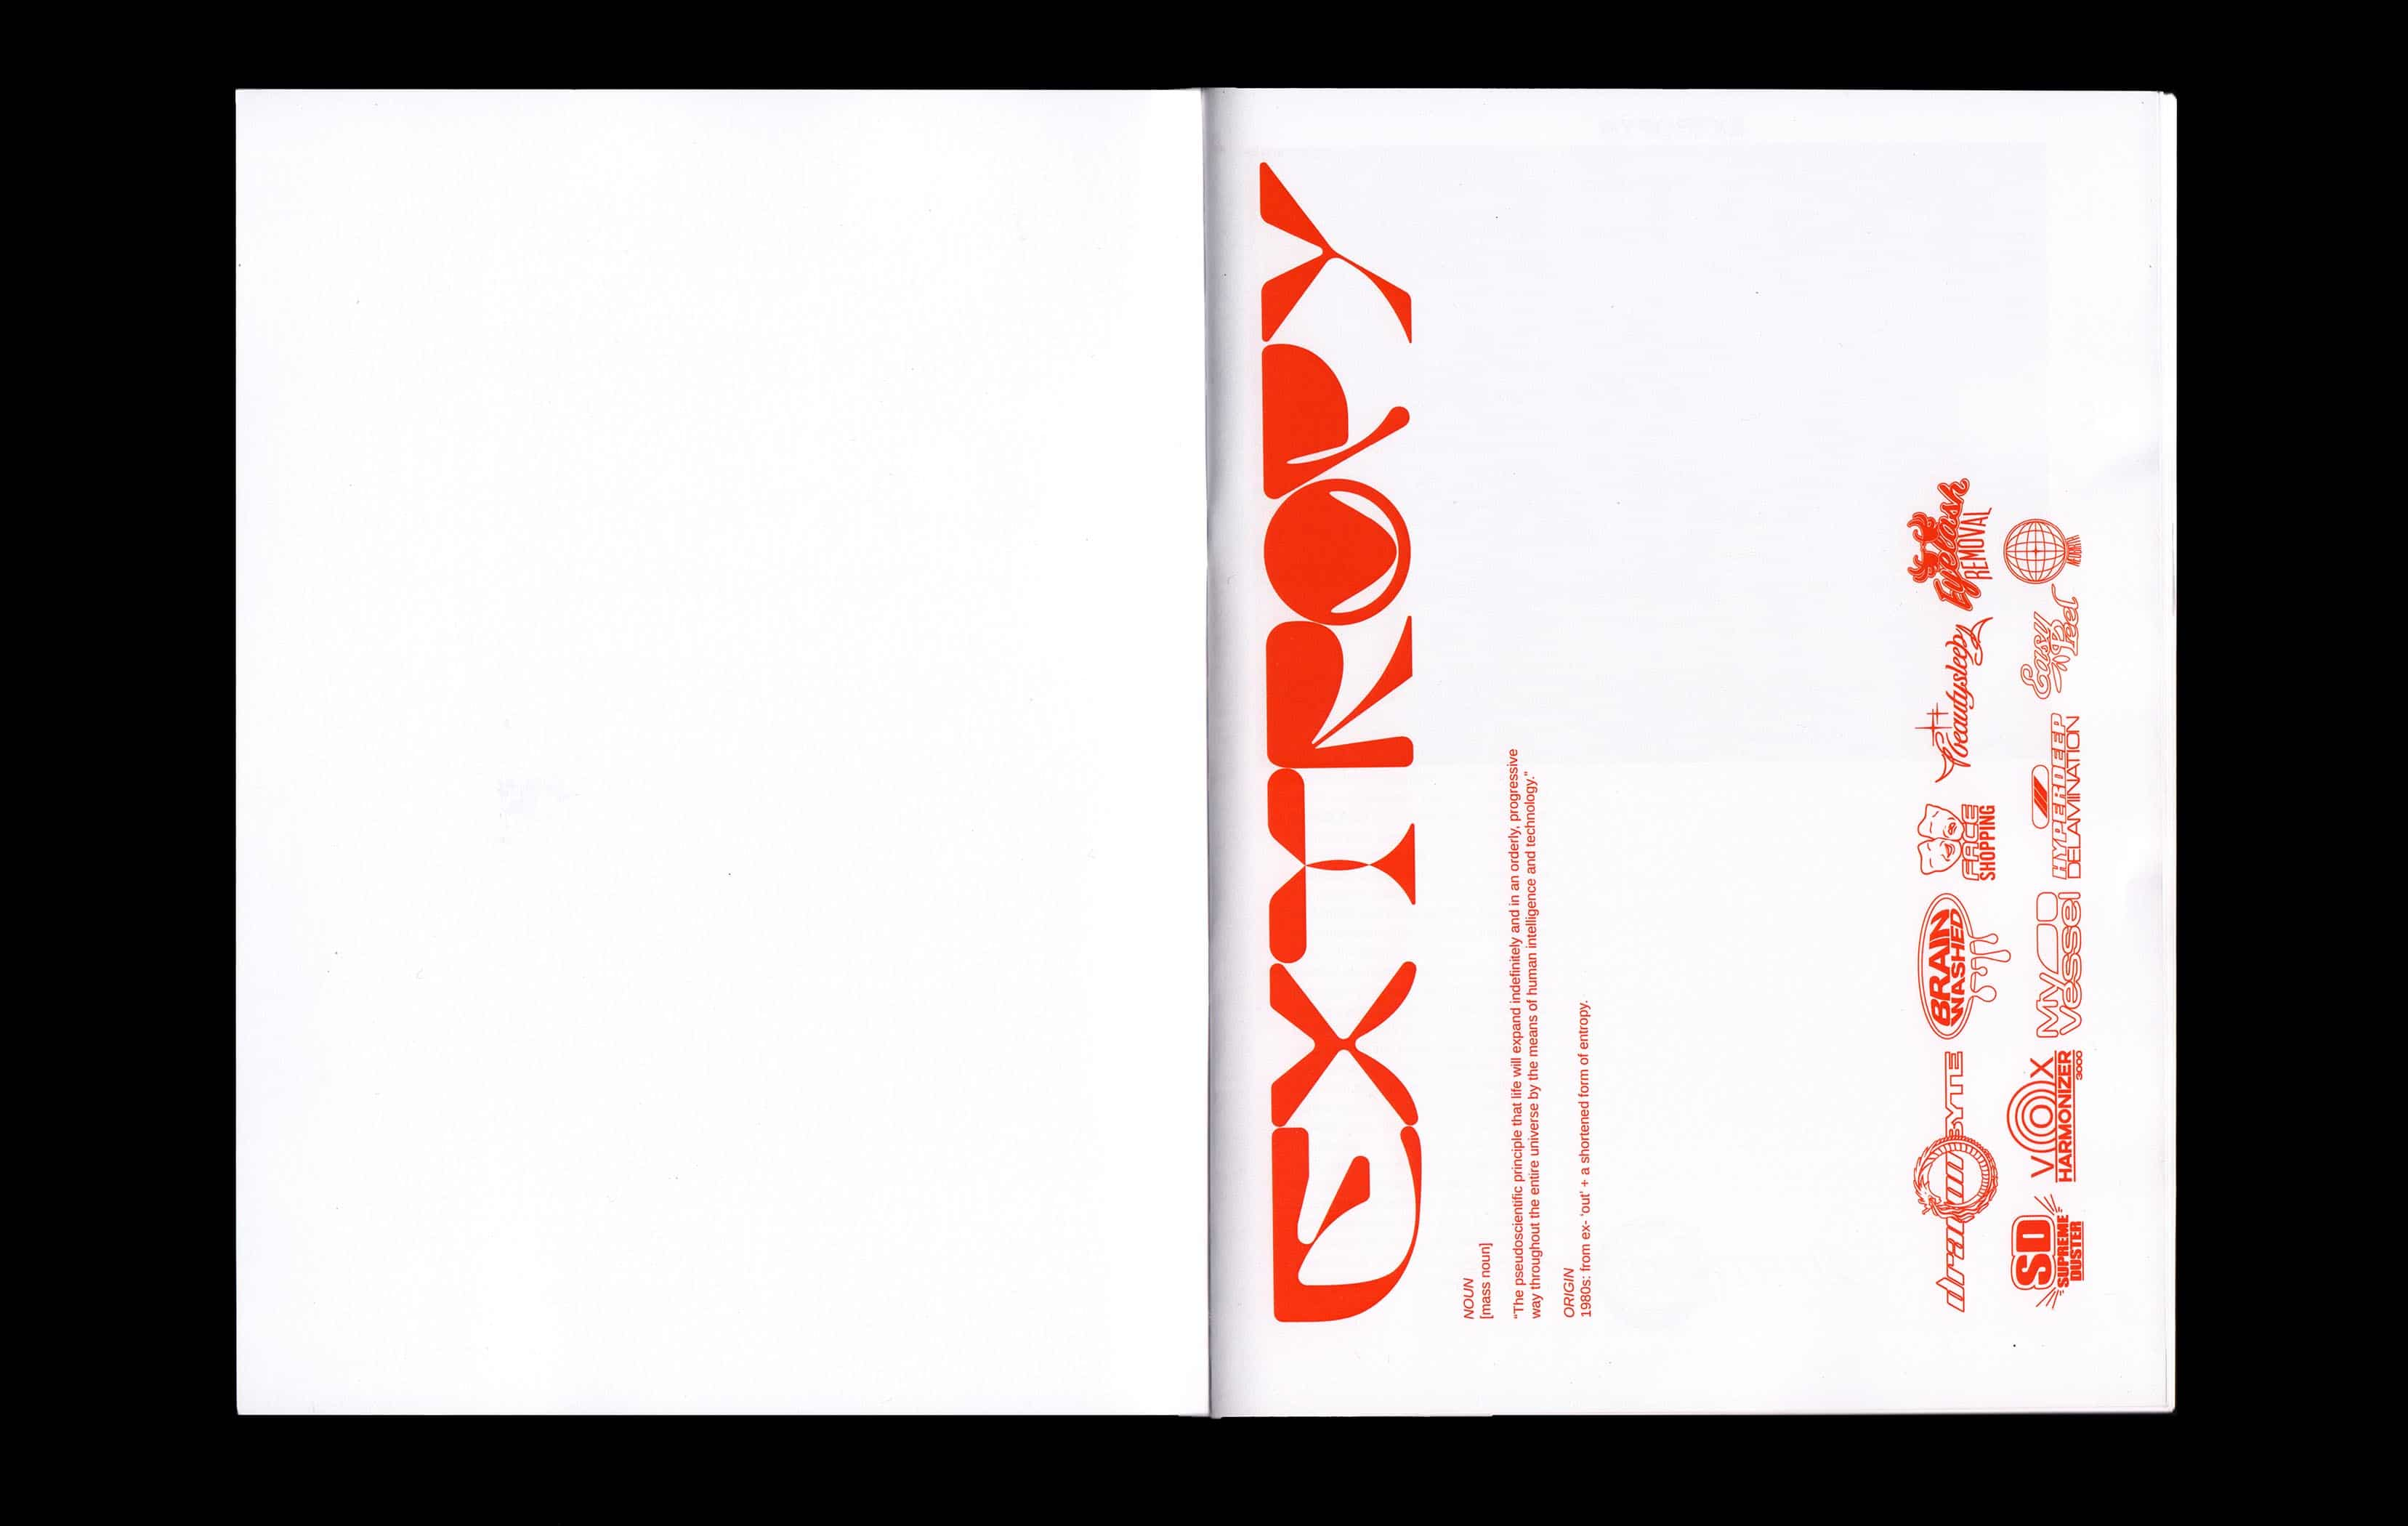 EXTROPY
NOUN
[mass noun]
“The pseudoscientific principle that life will expand indefinitely and in an orderly, progressive
way throughout the entire universe by the means of human intelligence and technology.”
ORIGIN
1980s: from ex- ‘out’ + a shortened form of entropy.
BYTE
BRAIN
WASHED
FACE
SHOPPING
Beautysleep
Eyelash
REMOVAL
SD
SUPREME
DUSTER
VOX
HARMONIZER
3000
My
Vessel
HYPERDEEP
DELAMINATION
Easy
Peel